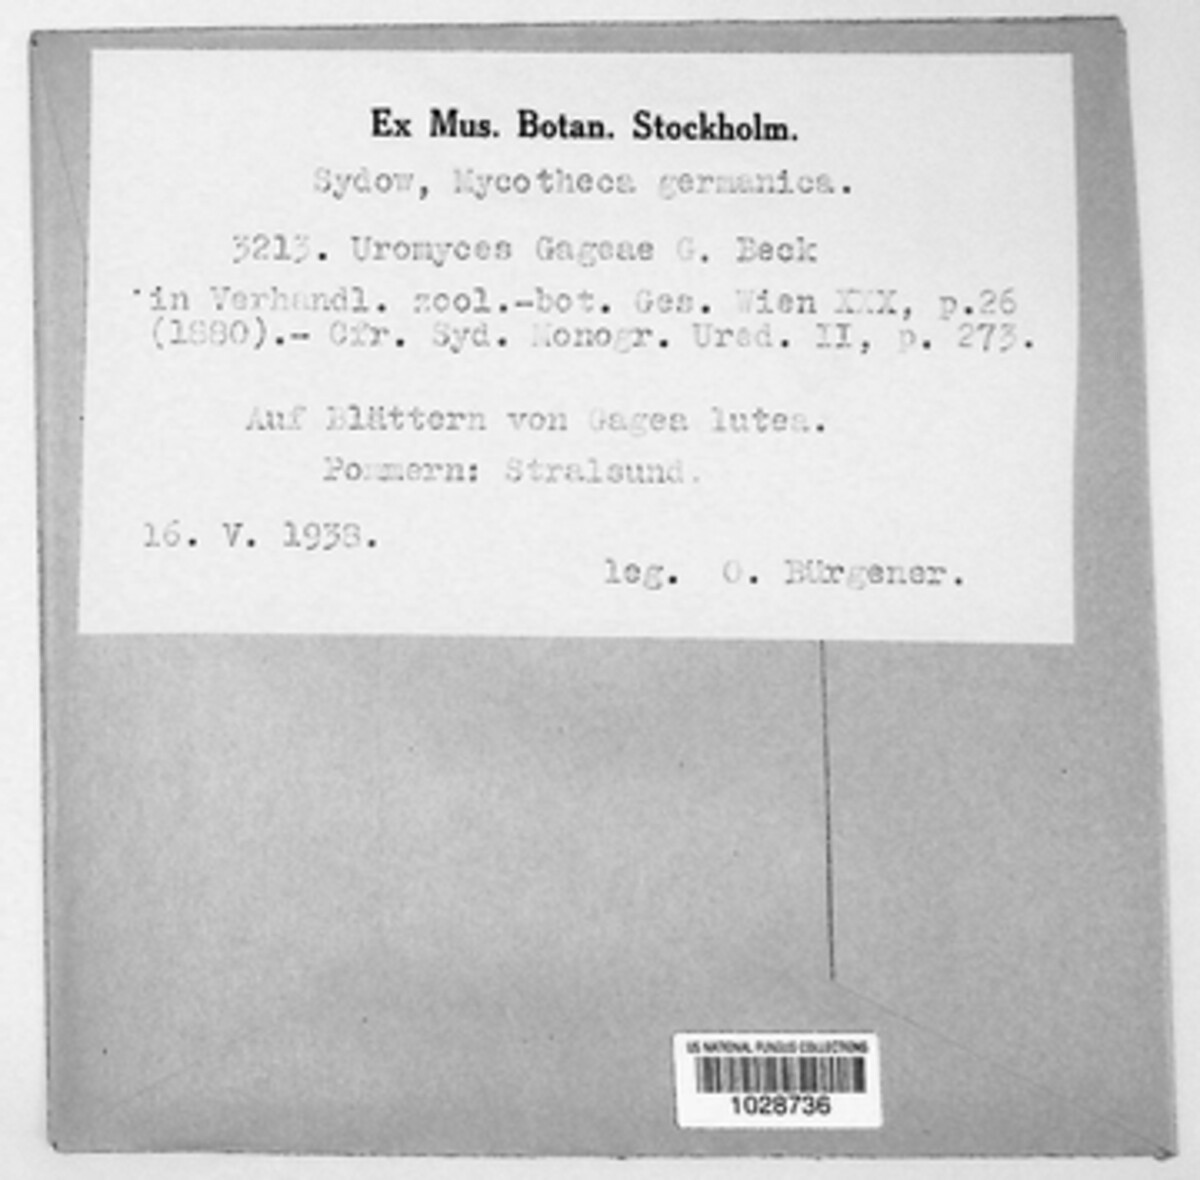 Ex Mus. Botan. Stockholm.
Sydow, Mycotheca germanica.
3213. Uromyces Gageae G. Beck
in Verhandl. zool.-bot. Ges. Wien XXX, p.26
(1880).- Cfr. Syd. Monogr. Ured. II, p. 273.
Auf Blättern von Gagea lutea.
Pommern: Stralsund.
16. V. 1938.
leg. O. Bürgener.
US NATIONAL FUNGUS COLLECTIONS
1028736